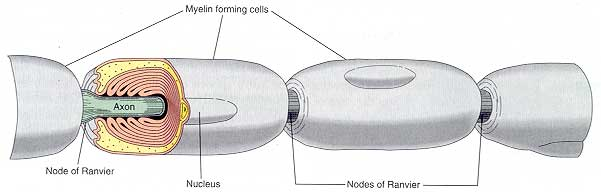 Myelin forming cells
Axon
Node of Ranvier
Nucleus
Nodes of Ranvier